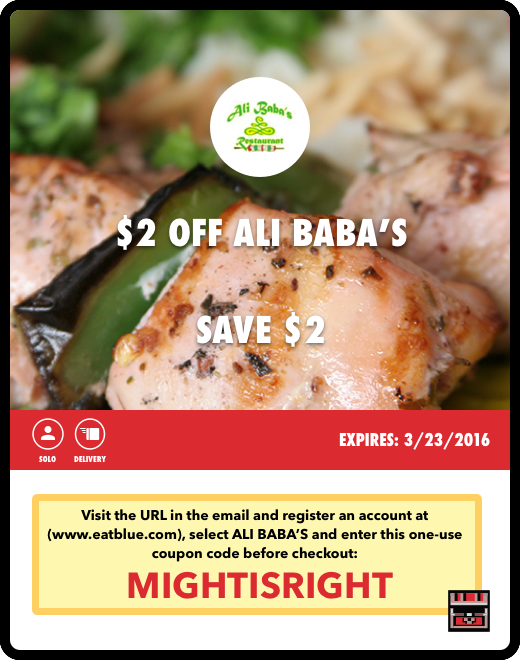 Ali Baba's
Restaurant
$2 OFF ALI BABA'S
SAVE $2
SOLO
DELIVERY
EXPIRES: 3/23/2016
Visit the URL in the email and register an account at
(www.eatblue.com), select ALI BABA'S and enter this one-use
coupon code before checkout:
MIGHTISRIGHT